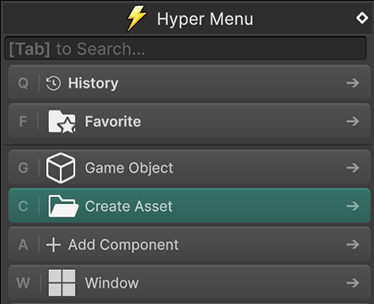 Hyper Menu
[Tab] to Search...
Q History
F Favorite
G Game Object
C Create Asset
A Add Component
W Window